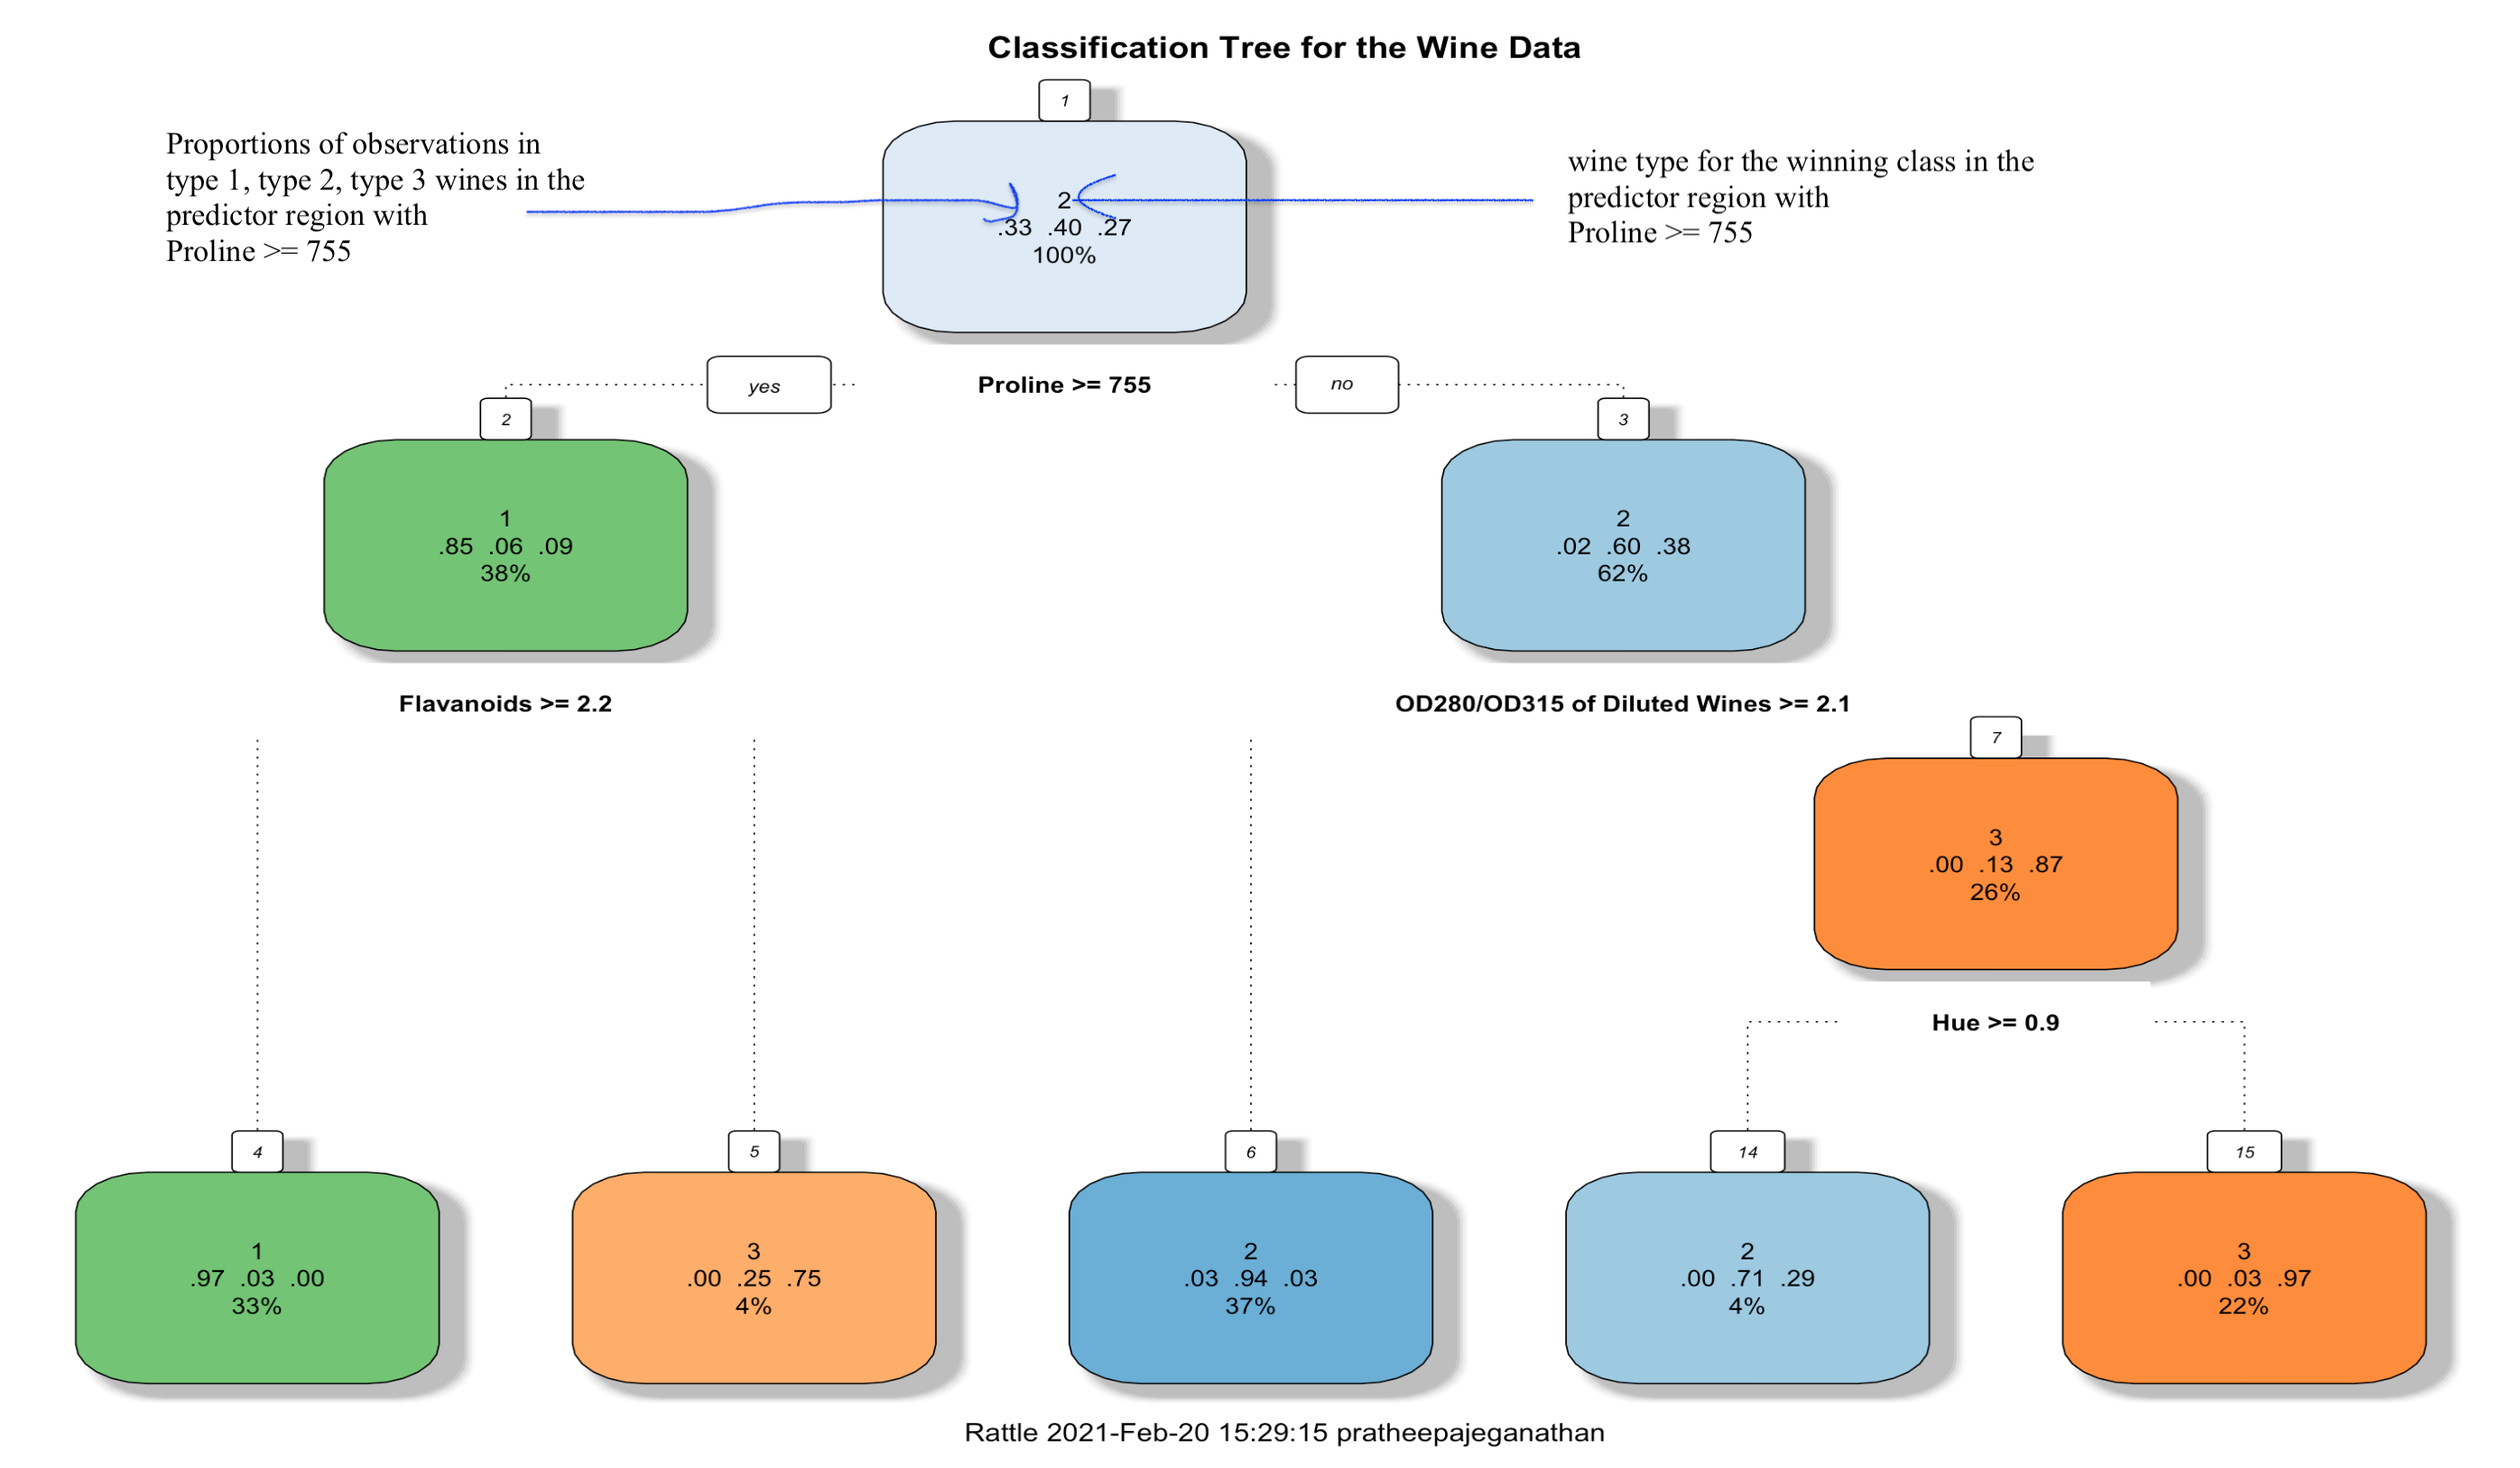 Classification Tree for the Wine Data
1
Proportions of observations in
type 1, type 2, type 3 wines in the
predictor region with
Proline >= 755
2
.33 .40 .27
100%
wine type for the winning class in the
predictor region with
Proline >= 755
yes
Proline >= 755
no
2
1
.85 .06 .09
38%
3
2
.02 .60 .38
62%
Flavanoids >= 2.2
OD280/OD315 of Diluted Wines >= 2.1
7
3
.00 .13 .87
26%
Hue >= 0.9
4
1
.97 .03 .00
33%
5
3
.00 .25 .75
4%
6
2
.03 .94 .03
37%
14
2
.00 .71 .29
4%
15
3
.00 .03 .97
22%
Rattle 2021-Feb-20 15:29:15 pratheepajeganathan